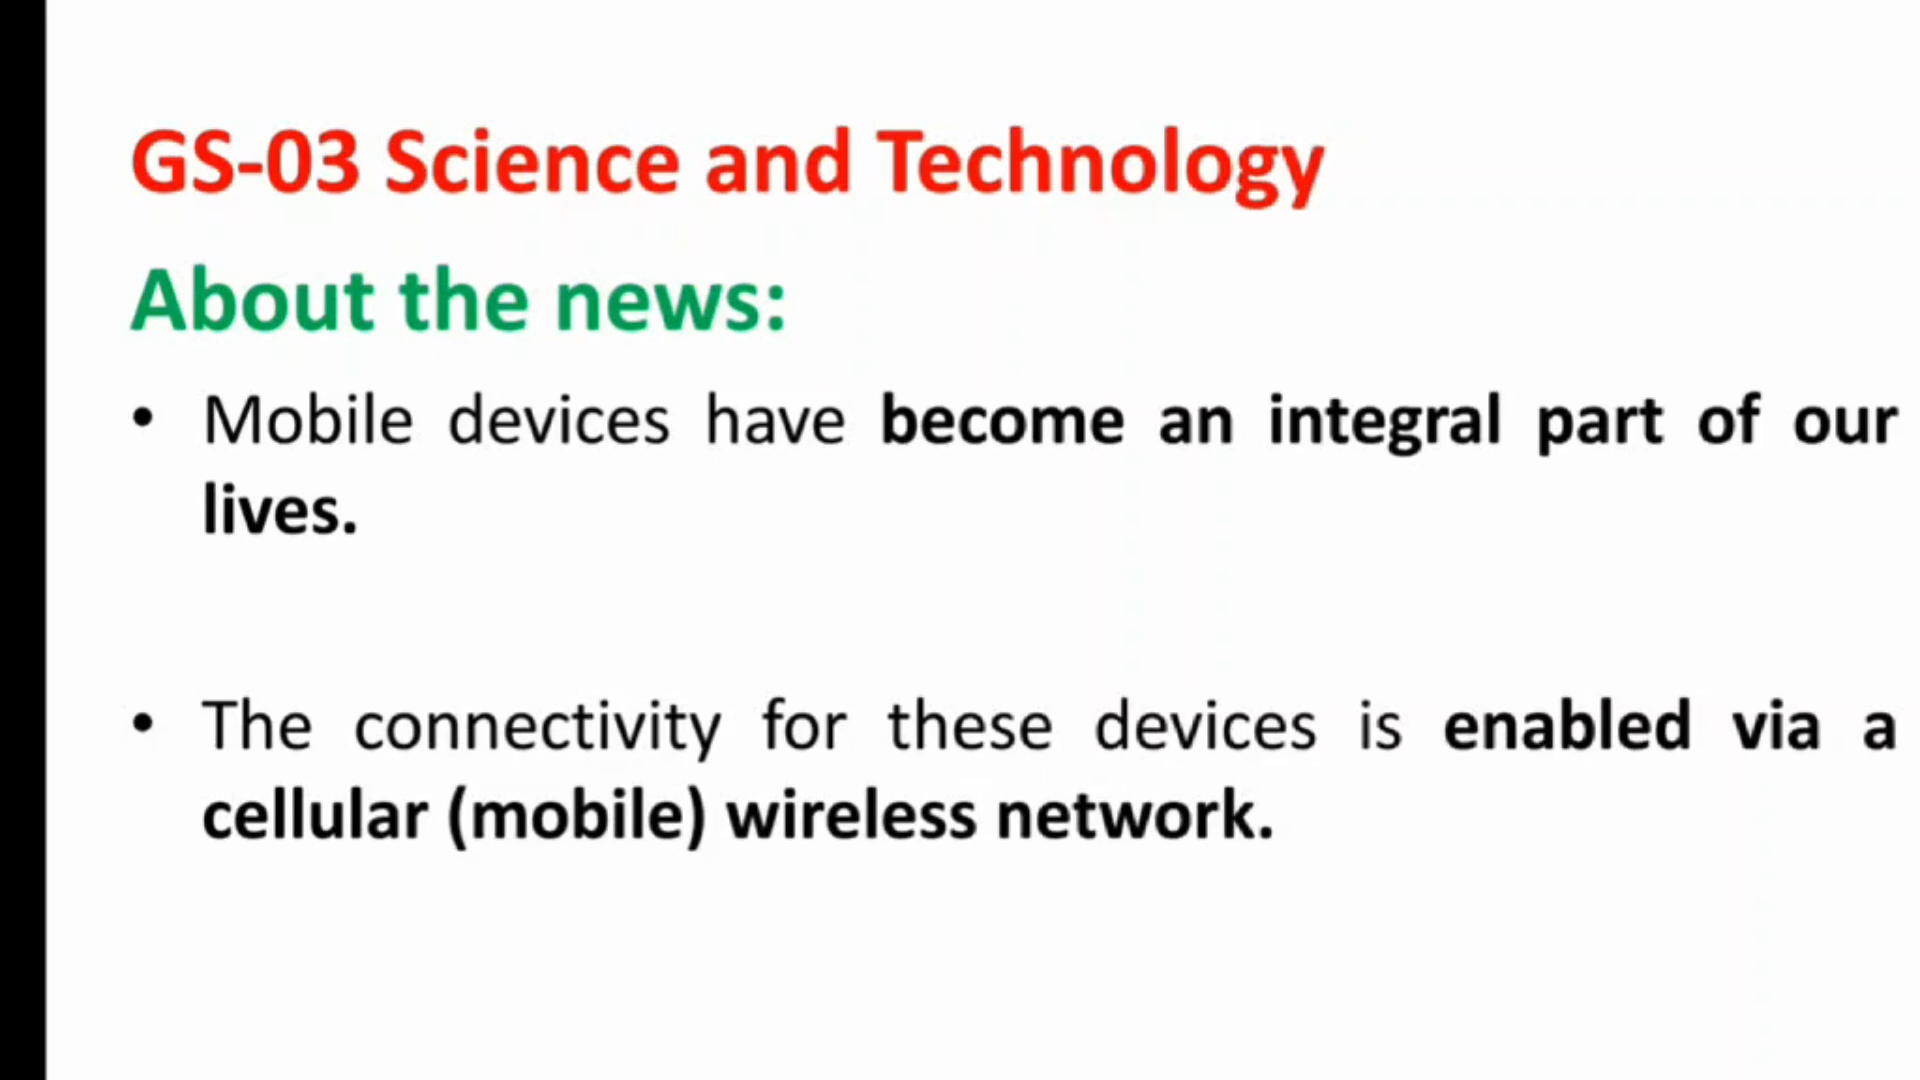 GS-03 Science and Technology
About the news:
• Mobile devices have become an integral part of our
lives.
• The connectivity for these devices is enabled via a
cellular (mobile) wireless network.